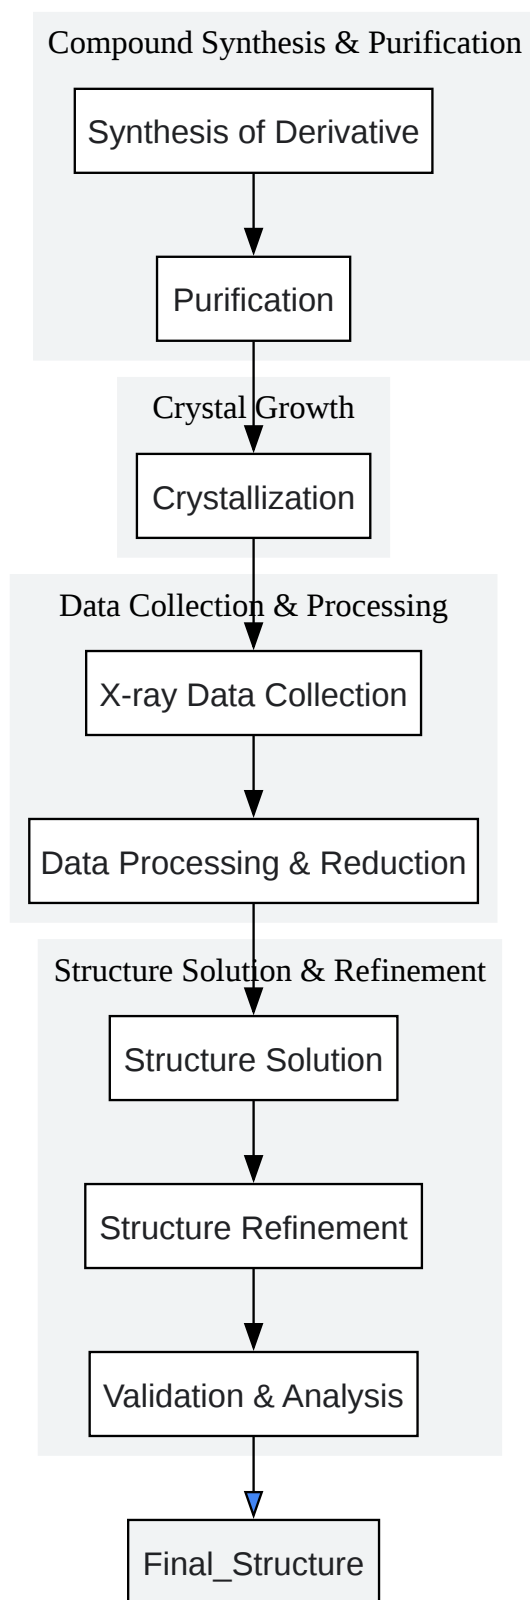 Compound Synthesis & Purification
Synthesis of Derivative
Purification
Crystal Growth
Crystallization
Data Collection & Processing
X-ray Data Collection
Data Processing & Reduction
Structure Solution & Refinement
Structure Solution
Structure Refinement
Validation & Analysis
Final_Structure